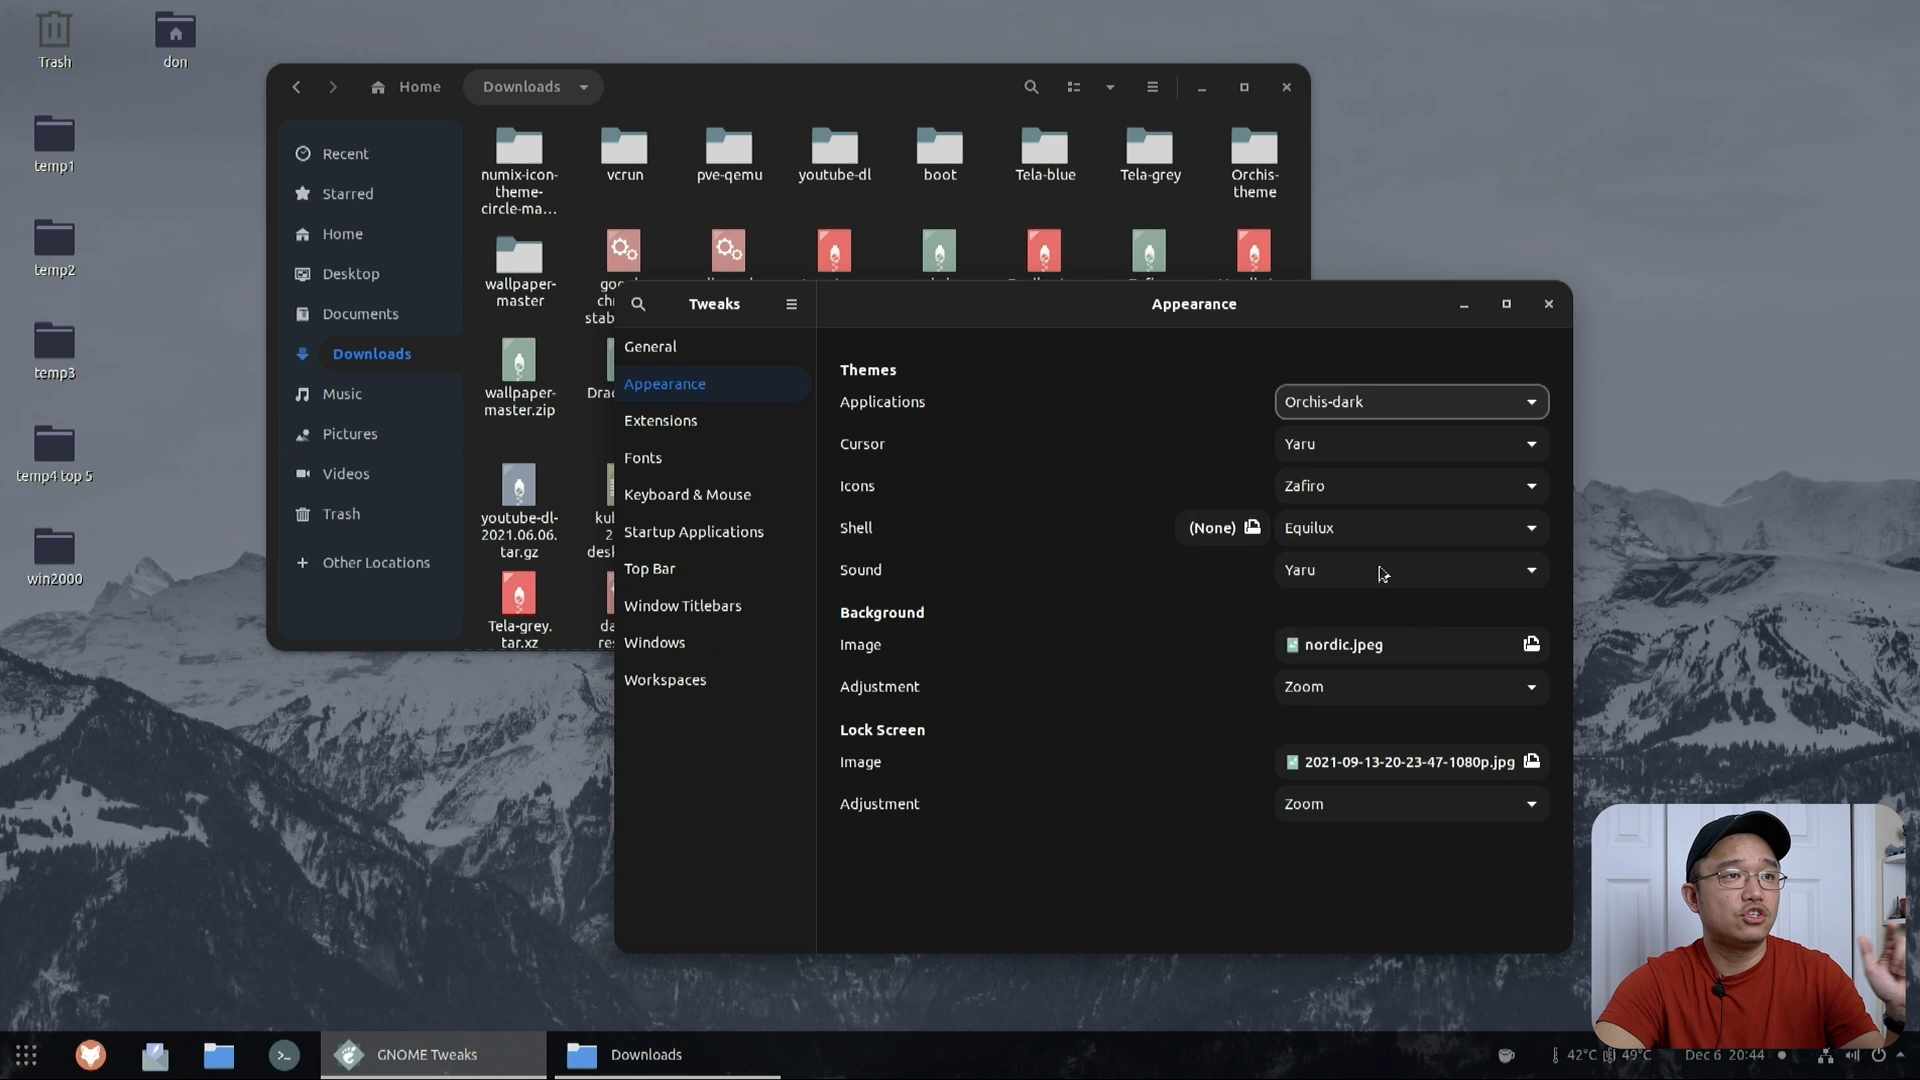 Trash
don
temp1
temp2
temp3
temp4 top 5
win2000
Home
Downloads
Recent
Starred
Home
Desktop
Documents
Downloads
Music
Pictures
Videos
Trash
Other Locations
numix-icon-
theme-
circle-ma...
vcrun
pve-qemu
youtube-dl
boot
Tela-blue
Tela-grey
Orchis-
theme
wallpaper-
master
wallpaper-
master.zip
youtube-dl-
2021.06.06.
tar.gz
Tela-grey.
tar.xz
Tweaks
General
Appearance
Extensions
Fonts
Keyboard & Mouse
Startup Applications
Top Bar
Window Titlebars
Windows
Workspaces
Appearance
Themes
Applications Orchis-dark
Cursor Yaru
Icons Zafiro
Shell (None) Equilux
Sound Yaru
Background
Image nordic.jpeg
Adjustment Zoom
Lock Screen
Image 2021-09-13-20-23-47-1080p.jpg
Adjustment Zoom
GNOME Tweaks
Downloads
42°C 49°C Dec 6 20:44